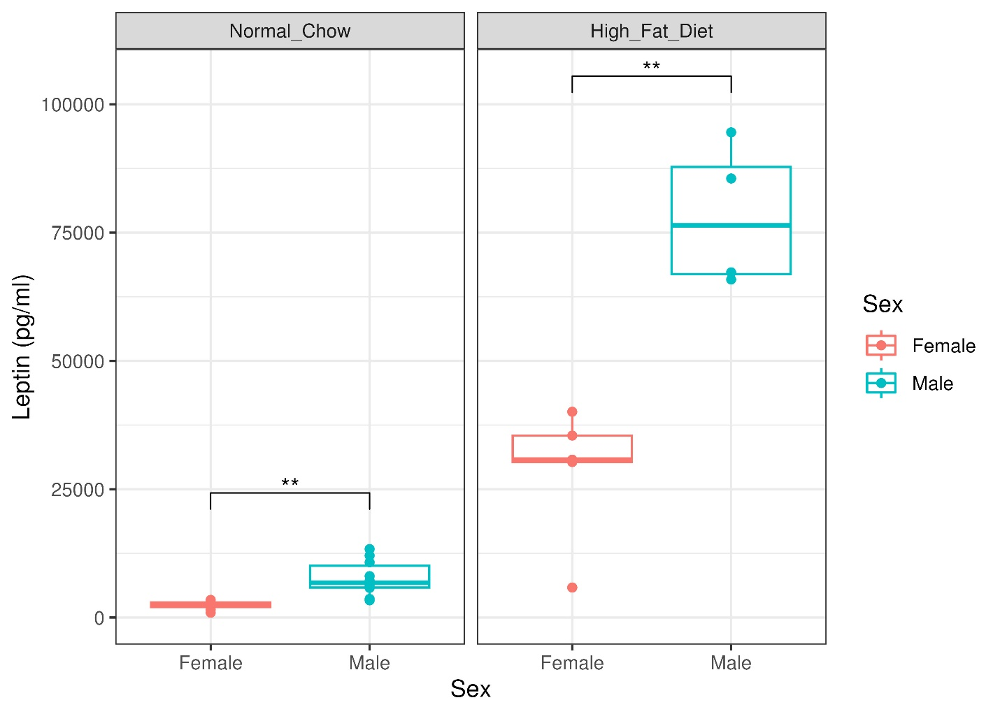 Normal_Chow
High_Fat_Diet
**
**
100000
75000
50000
25000
0
Leptin (pg/ml)
Female
Male
Female
Male
Sex
Sex
Female
Male